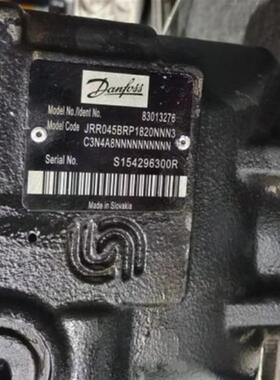 Danfoss
Model No./Ident No. 83013276
Model Code JRR045BRP1820NNN3
C3N4A8NNNNNNNNNN
Serial No. S154296300R
Made in Slovakia